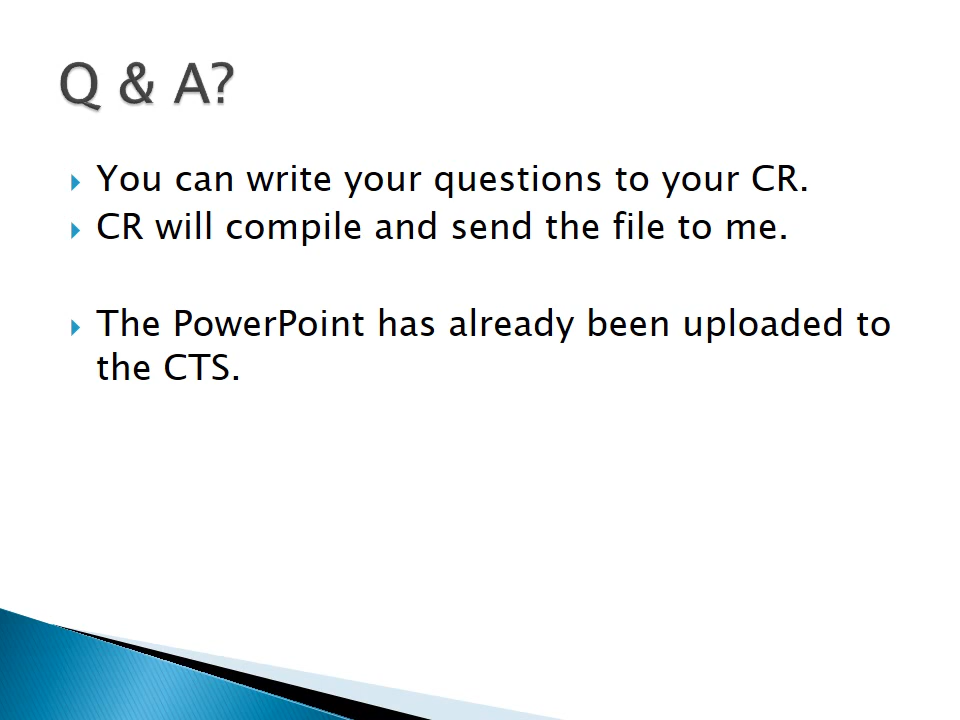 Q & A?
You can write your questions to your CR.
CR will compile and send the file to me.
The PowerPoint has already been uploaded to
the CTS.